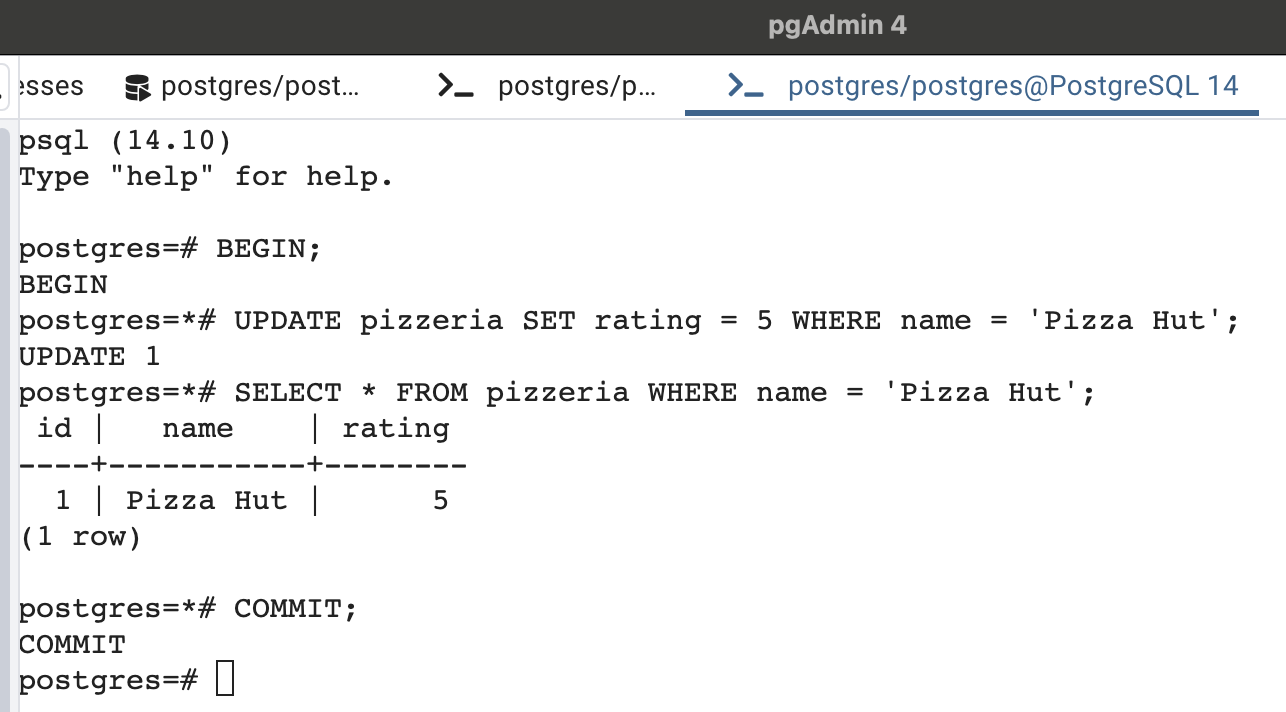 pgAdmin 4
esses postgres/post... postgres/p... postgres/postgres@PostgreSQL 14
psql (14.10)
Type "help" for help.
postgres=# BEGIN;
BEGIN
postgres=*# UPDATE pizzeria SET rating = 5 WHERE name = 'Pizza Hut';
UPDATE 1
postgres=*# SELECT * FROM pizzeria WHERE name = 'Pizza Hut';
 id |   name    | rating
----+-----------+--------
  1 | Pizza Hut |      5
(1 row)
postgres=*# COMMIT;
COMMIT
postgres=#